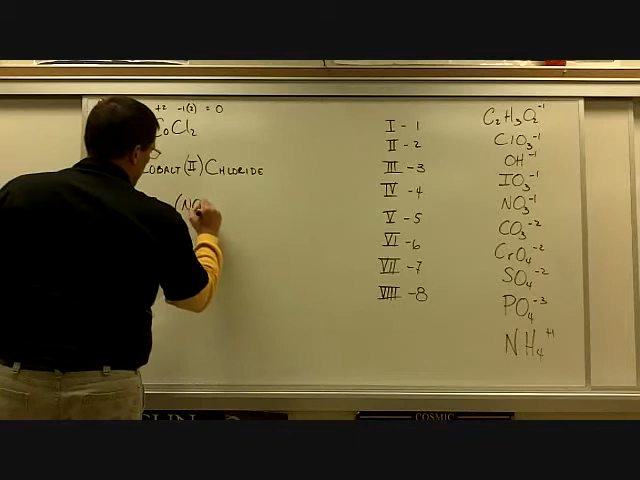 +2 -1(2) = 0
CoCl2
COBALT (II) CHLORIDE
(NO
I - 1
II - 2
III - 3
IV - 4
V - 5
VI - 6
VII - 7
VIII - 8
C2H3O2-1
ClO3-1
OH-1
IO3-1
NO3-1
CO3-2
CrO4-2
SO4-2
PO4-3
NH4+1
COSMIC